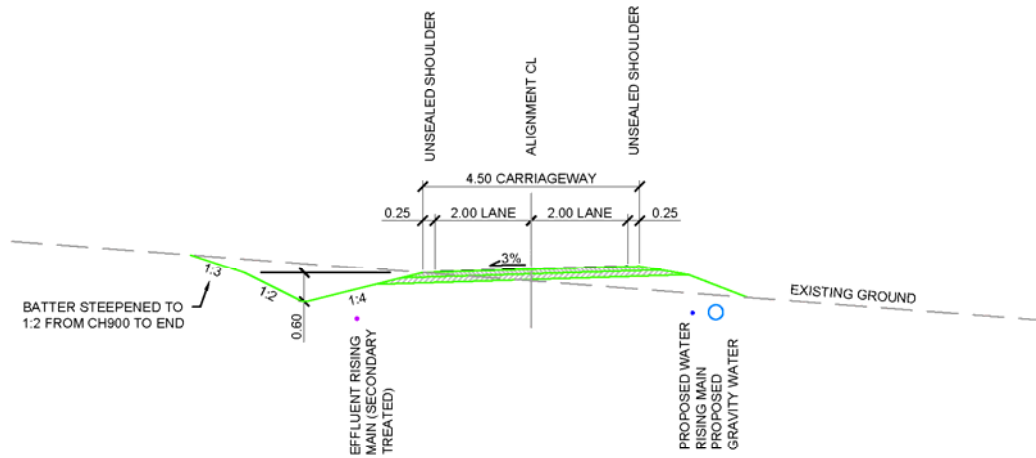 UNSEALED SHOULDER
ALIGNMENT CL
UNSEALED SHOULDER
4.50 CARRIAGEWAY
0.25
2.00 LANE
2.00 LANE
0.25
3%
1:3
1:2
1:4
0.60
BATTER STEEPENED TO
1:2 FROM CH900 TO END
EXISTING GROUND
EFFLUENT RISING
MAIN (SECONDARY
TREATED)
PROPOSED WATER
RISING MAIN
PROPOSED
GRAVITY WATER